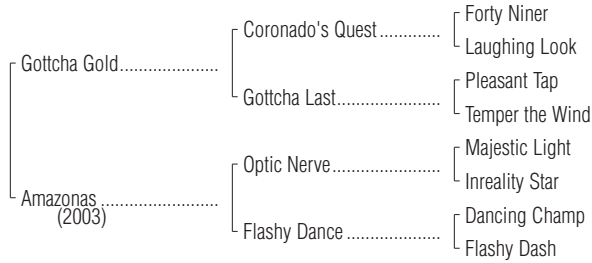 Forty Niner
Coronado's Quest.............
Laughing Look
Gottcha Gold.....................
Pleasant Tap
Gottcha Last......................
Temper the Wind
Majestic Light
Optic Nerve.......................
Inreality Star
Amazonas .........................
(2003)
Dancing Champ
Flashy Dance ....................
Flashy Dash